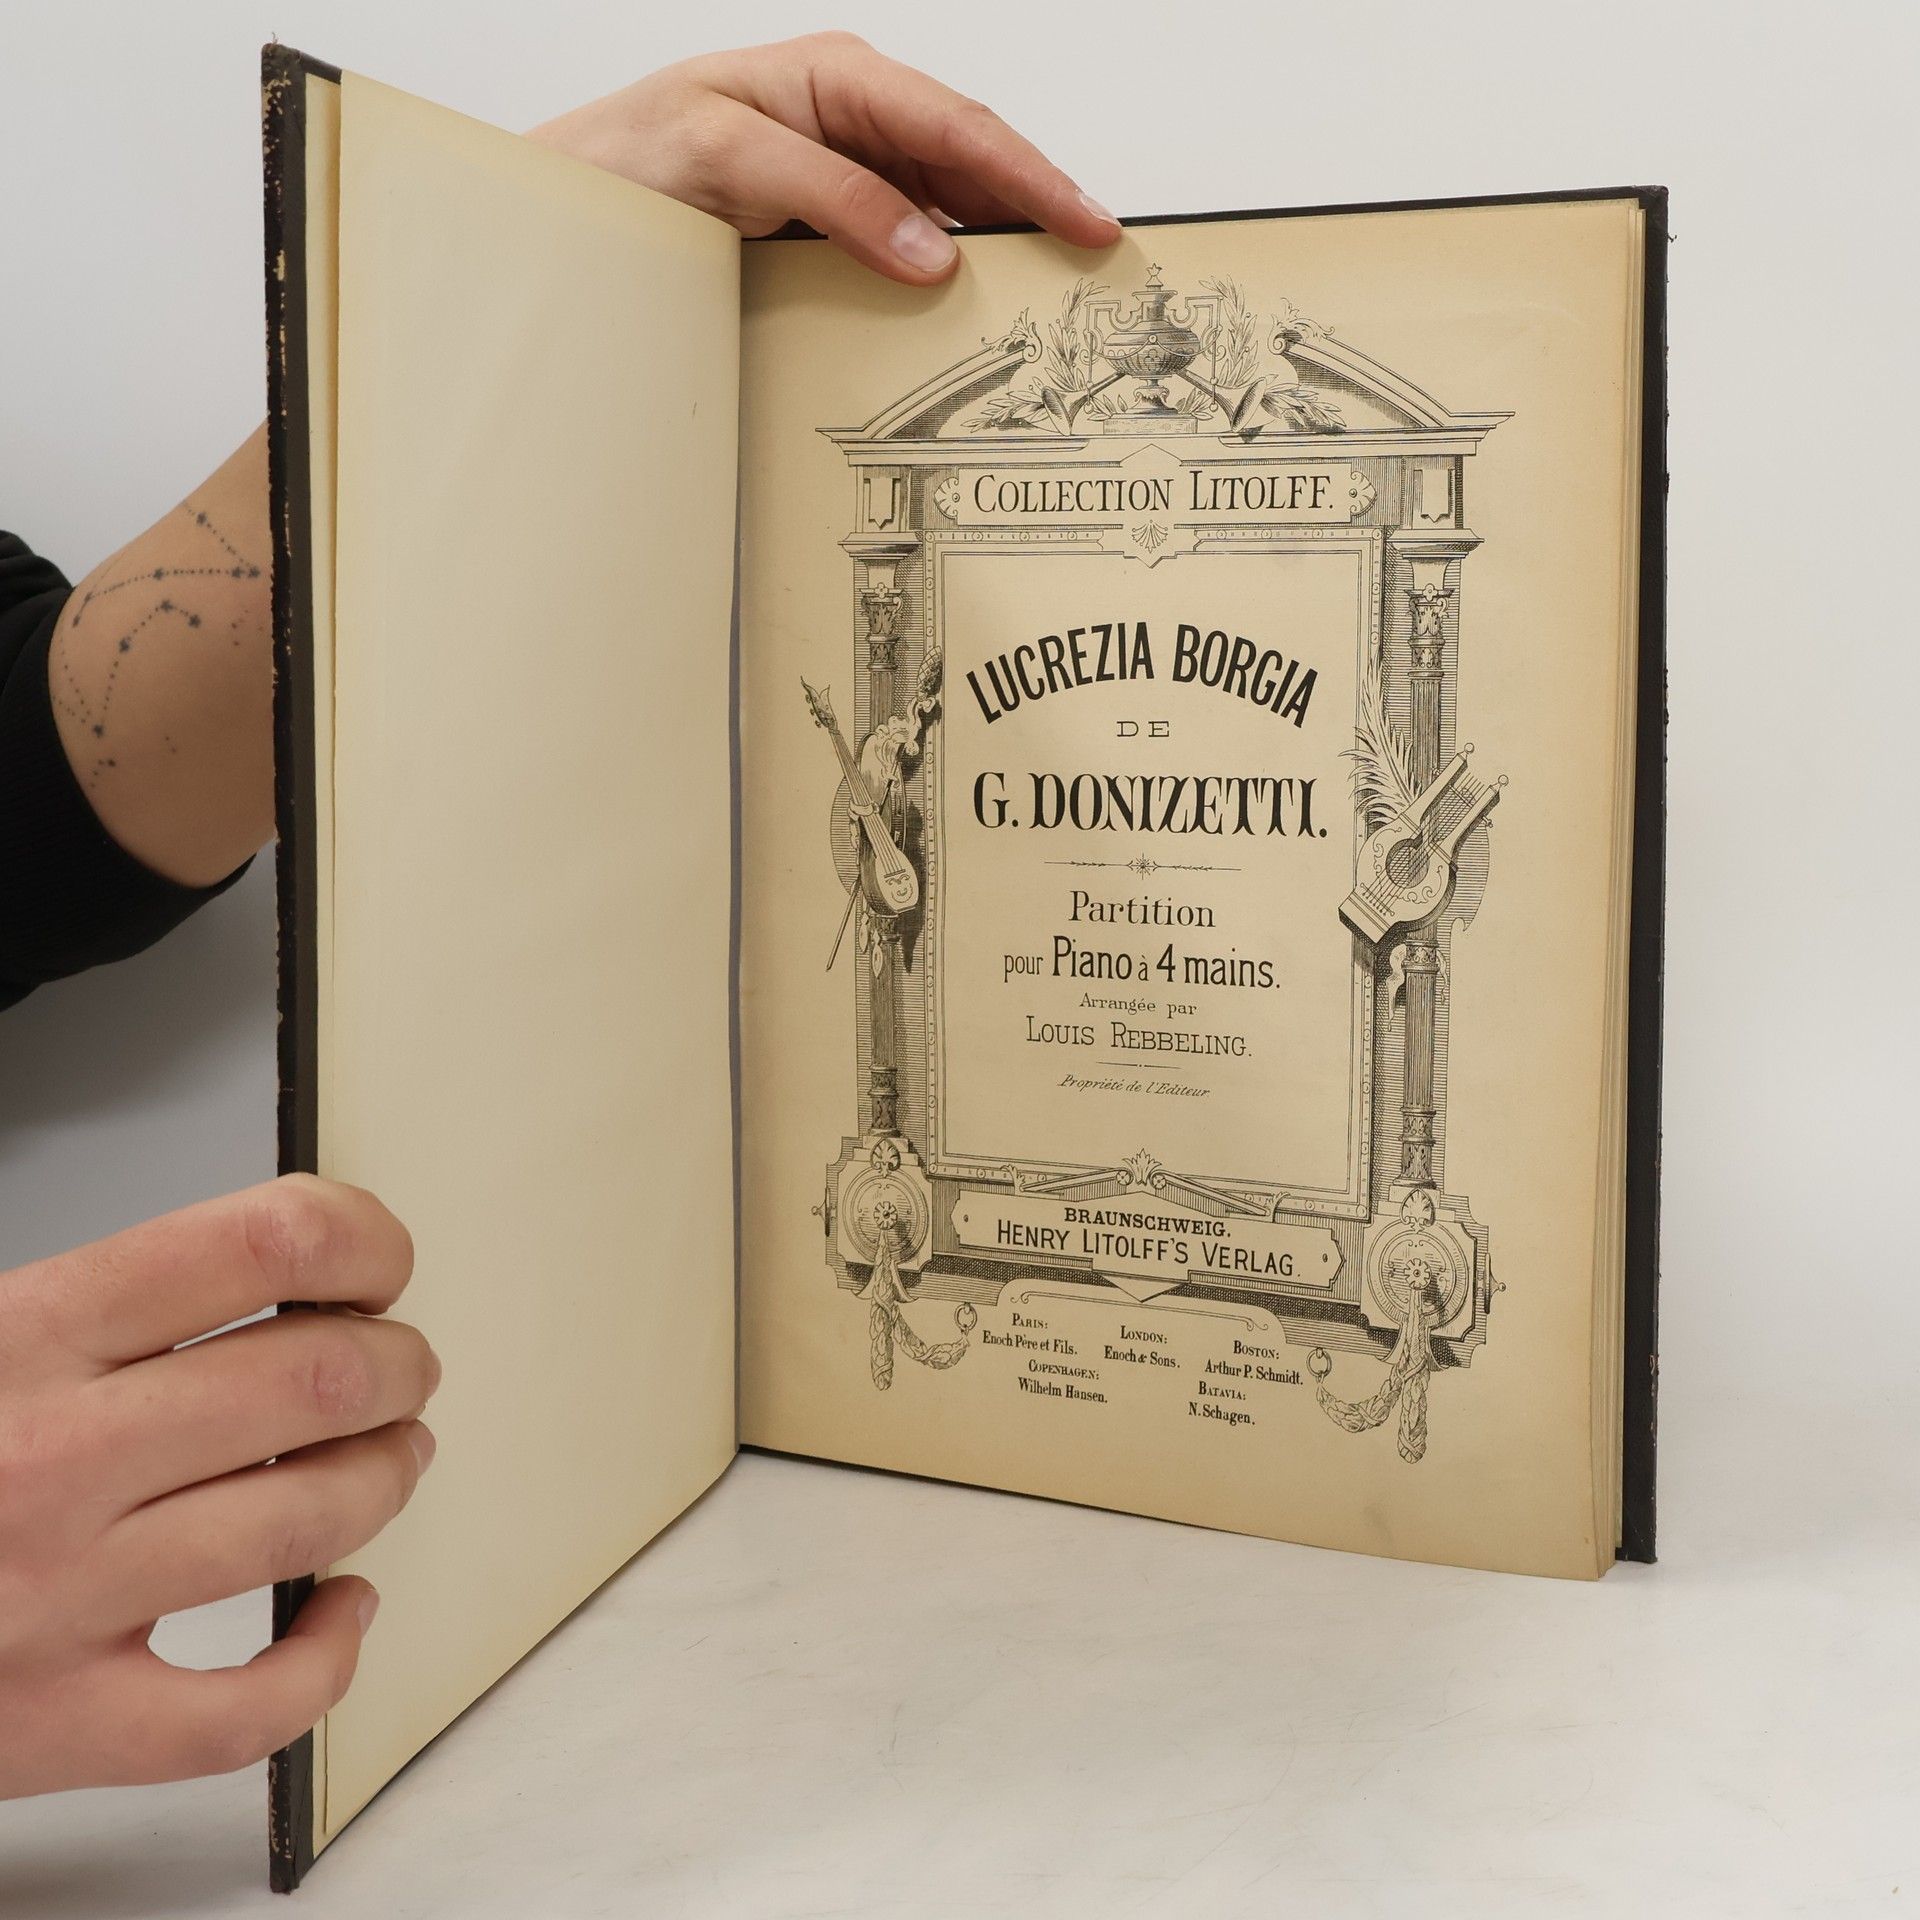 COLLECTION LITOLFF.
LUCREZIA BORGIA
DE
G. DONIZETTI.
Partition
pour Piano à 4 mains.
Arrangée par
LOUIS REBBELING.
Propriété de l'Editeur.
BRAUNSCHWEIG.
HENRY LITOLFF'S VERLAG.
PARIS:
Enoch Père et Fils.
LONDON:
Enoch & Sons.
BOSTON:
Arthur P. Schmidt.
COPENHAGEN:
Wilhelm Hansen.
BATAVIA:
N. Schagen.